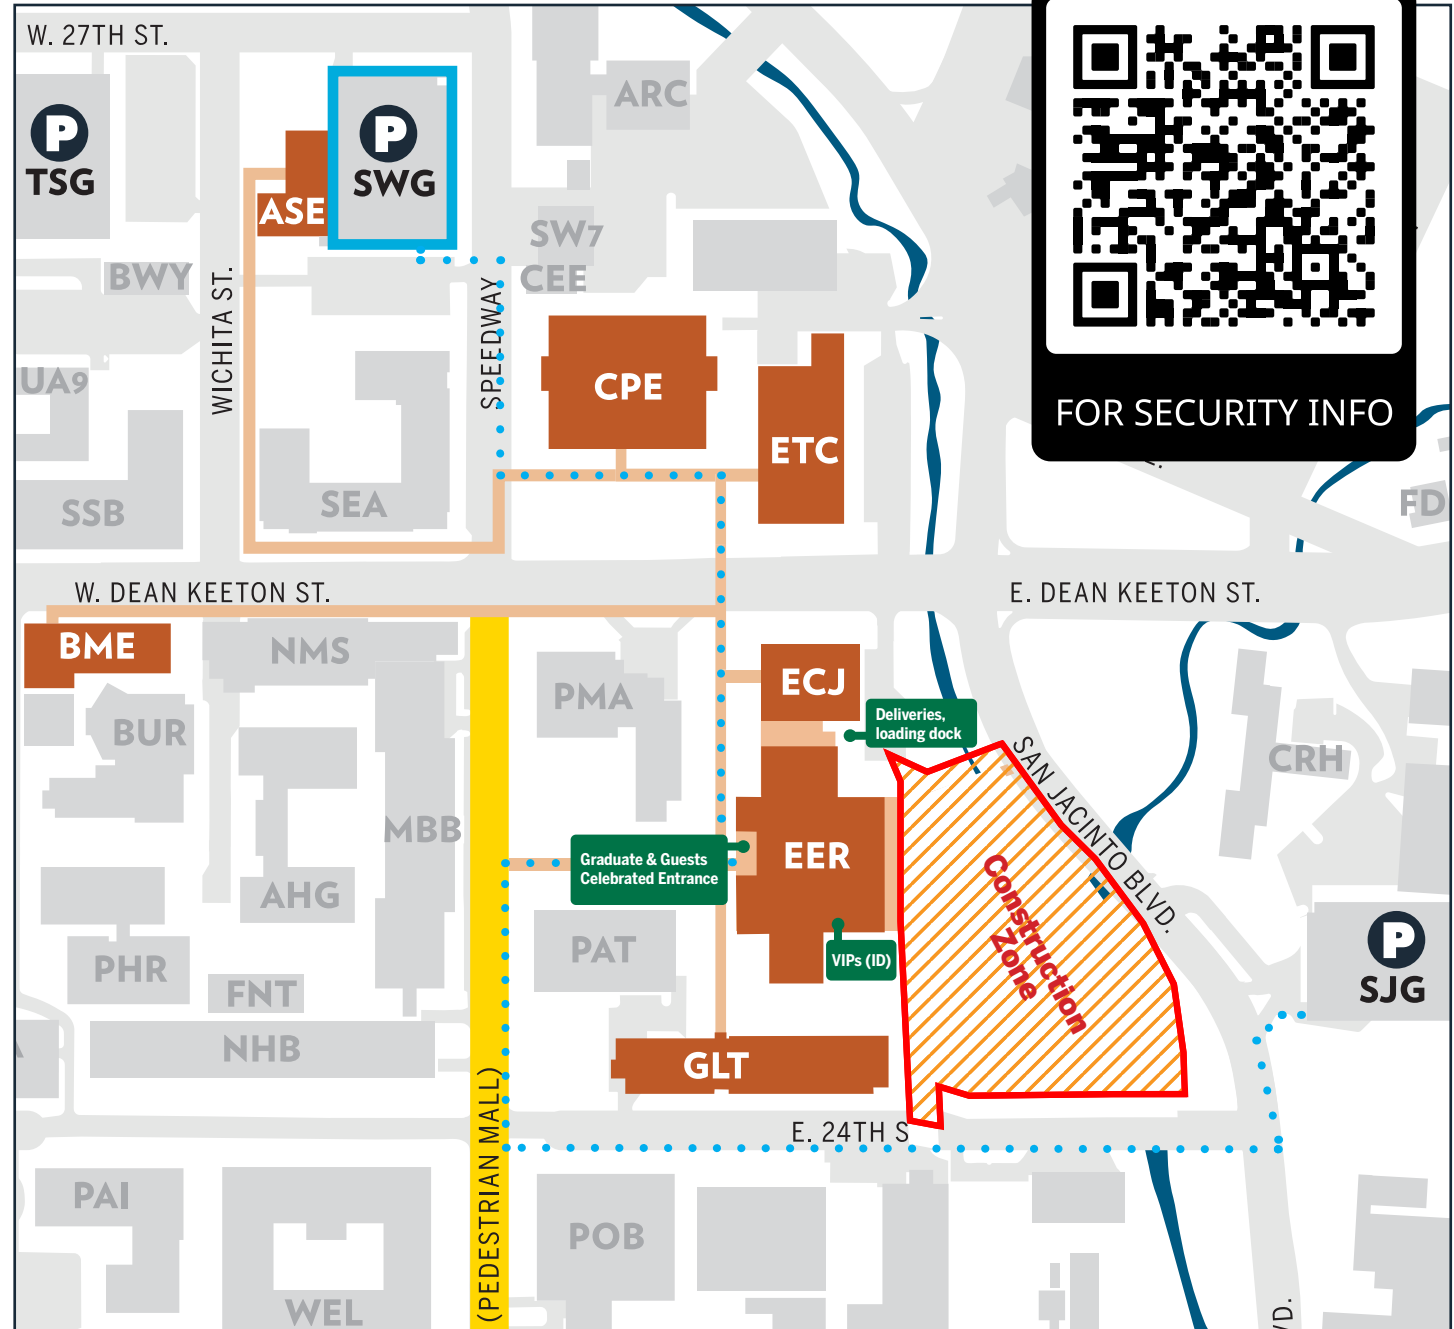 W. 27TH ST.
P
TSG
P
SWG
ASE
ARC
SW7
CEE
BWY
WICHITA ST.
SPEEDWAY
UA9
CPE
ETC
SSB
SEA
FOR SECURITY INFO
FD
W. DEAN KEETON ST.
E. DEAN KEETON ST.
BME
NMS
PMA
ECJ
BUR
Deliveries,
loading dock
SAN JACINTO BLVD.
CRH
MBB
Graduate & Guests
Celebrated Entrance
EER
Construction
Zone
AHG
PHR
FNT
PAT
VIPs (ID)
P
SJG
NHB
GLT
(PEDESTRIAN MALL)
E. 24TH S
PAI
POB
WEL